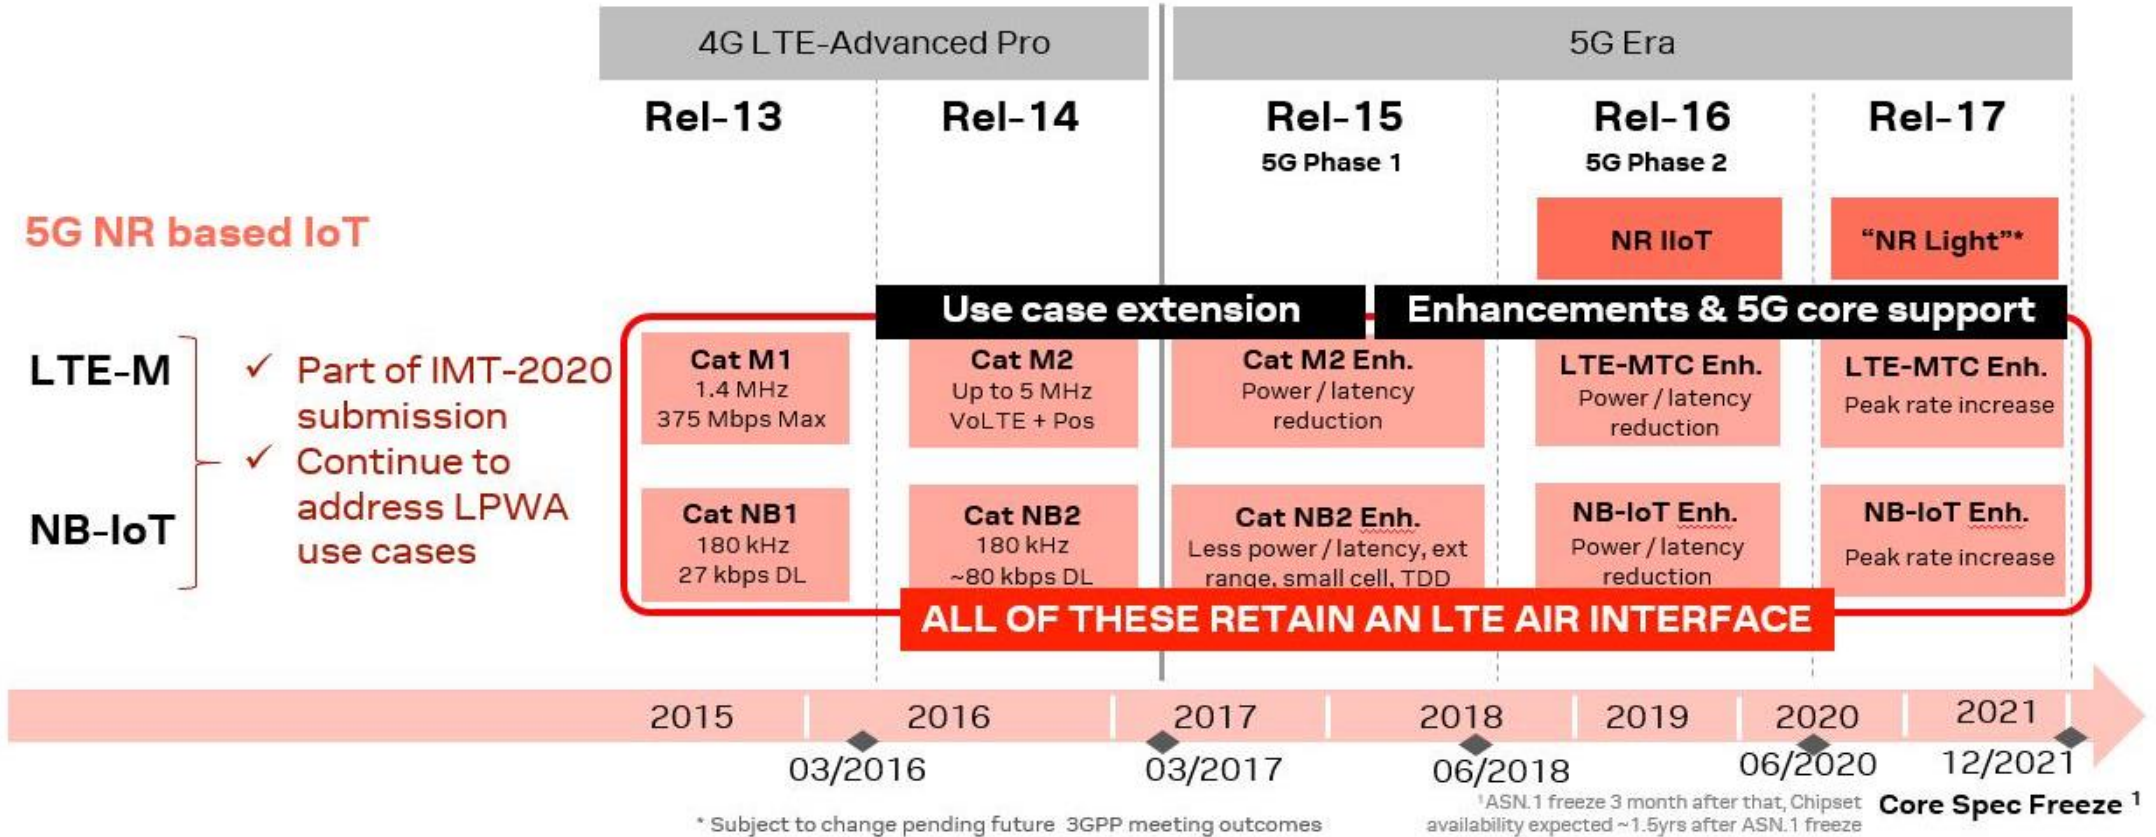 4G LTE-Advanced Pro
5G Era
Rel-13
Rel-14
Rel-15
Rel-16
Rel-17
5G Phase 1
5G Phase 2
5G NR based IoT
NR IIoT
“NR Light”*
Use case extension
Enhancements & 5G core support
LTE-M
✓ Part of IMT-2020
submission
✓ Continue to
address LPWA
use cases
NB-IoT
Cat M1
1.4 MHz
375 Mbps Max
Cat M2
Up to 5 MHz
VoLTE + Pos
Cat M2 Enh.
Power / latency
reduction
LTE-MTC Enh.
Power / latency
reduction
LTE-MTC Enh.
Peak rate increase
Cat NB1
180 kHz
27 kbps DL
Cat NB2
180 kHz
~80 kbps DL
Cat NB2 Enh.
Less power / latency, ext
range, small cell, TDD
NB-IoT Enh.
Power / latency
reduction
NB-IoT Enh.
Peak rate increase
ALL OF THESE RETAIN AN LTE AIR INTERFACE
2015
2016
2017
2018
2019
2020
2021
03/2016
03/2017
06/2018
06/2020
12/2021
Core Spec Freeze 1
1 ASN.1 freeze 3 month after that, Chipset
availability expected ~1.5yrs after ASN.1 freeze
* Subject to change pending future 3GPP meeting outcomes